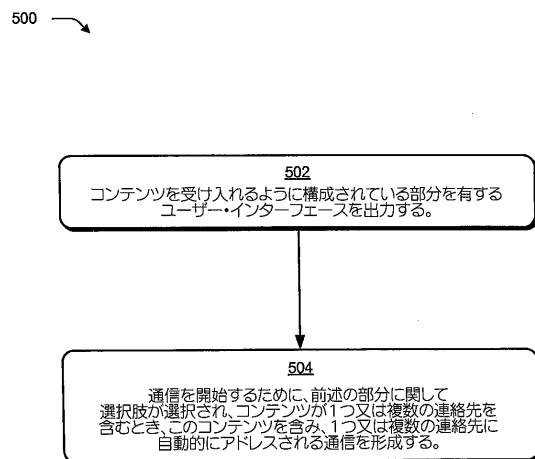 500
502
コンテンツを受け入れるように構成されている部分を有する
ユーザー・インターフェースを出力する。
504
通信を開始するために、前述の部分に関して
選択肢が選択され、コンテンツが1つ又は複数の連絡先を
含むとき、このコンテンツを含み、1つ又は複数の連絡先に
自動的にアドレスされる通信を形成する。